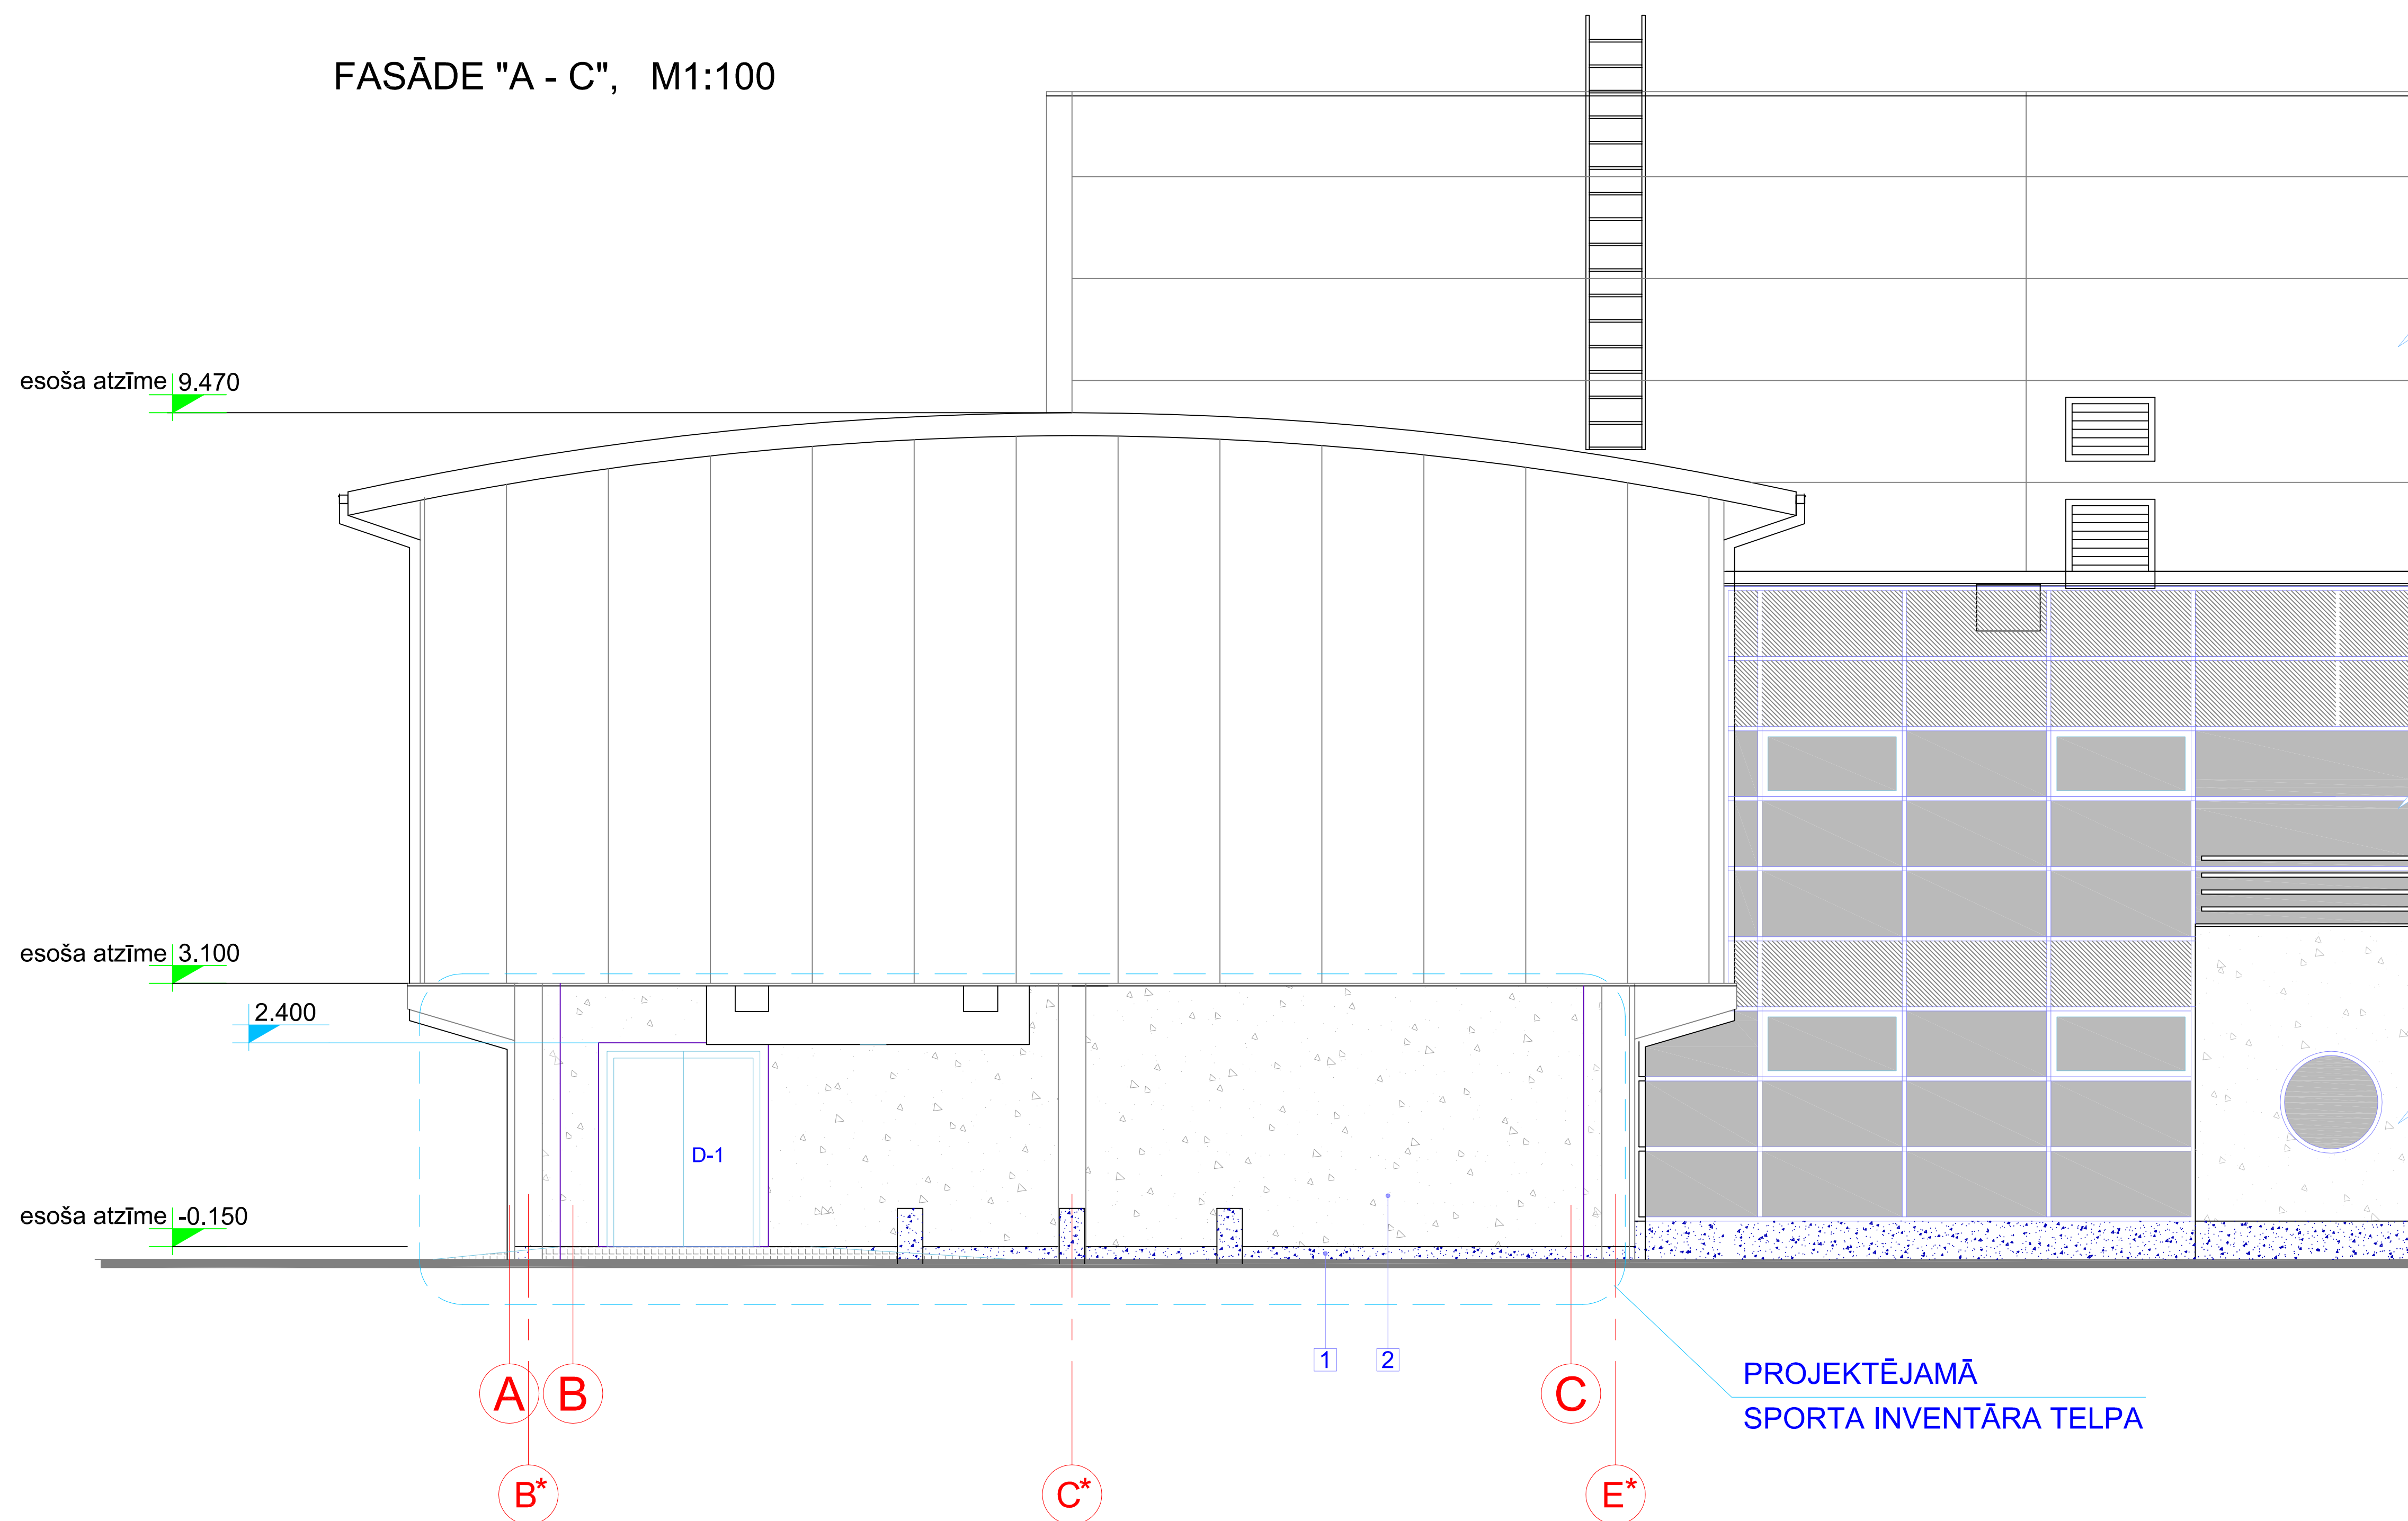 FASĀDE "A - C", M1:100
esoša atzīme 9.470
esoša atzīme 3.100
2.400
D-1
esoša atzīme -0.150
1 2
A B C
PROJEKTĒJAMĀ
SPORTA INVENTĀRA TELPA
B* C* E*